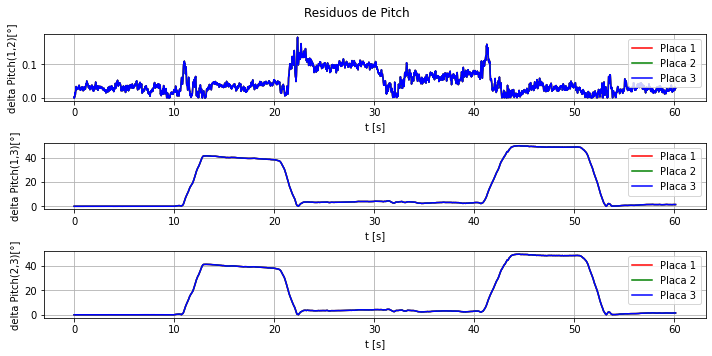 Residuos de Pitch
delta Pitch(1,2)[°]
0.1
0.0
Placa 1
Placa 2
Placa 3
0 10 20 30 40 50 60
t [s]
delta Pitch(1,3)[°]
40
20
0
Placa 1
Placa 2
Placa 3
0 10 20 30 40 50 60
t [s]
delta Pitch(2,3)[°]
40
20
0
Placa 1
Placa 2
Placa 3
0 10 20 30 40 50 60
t [s]